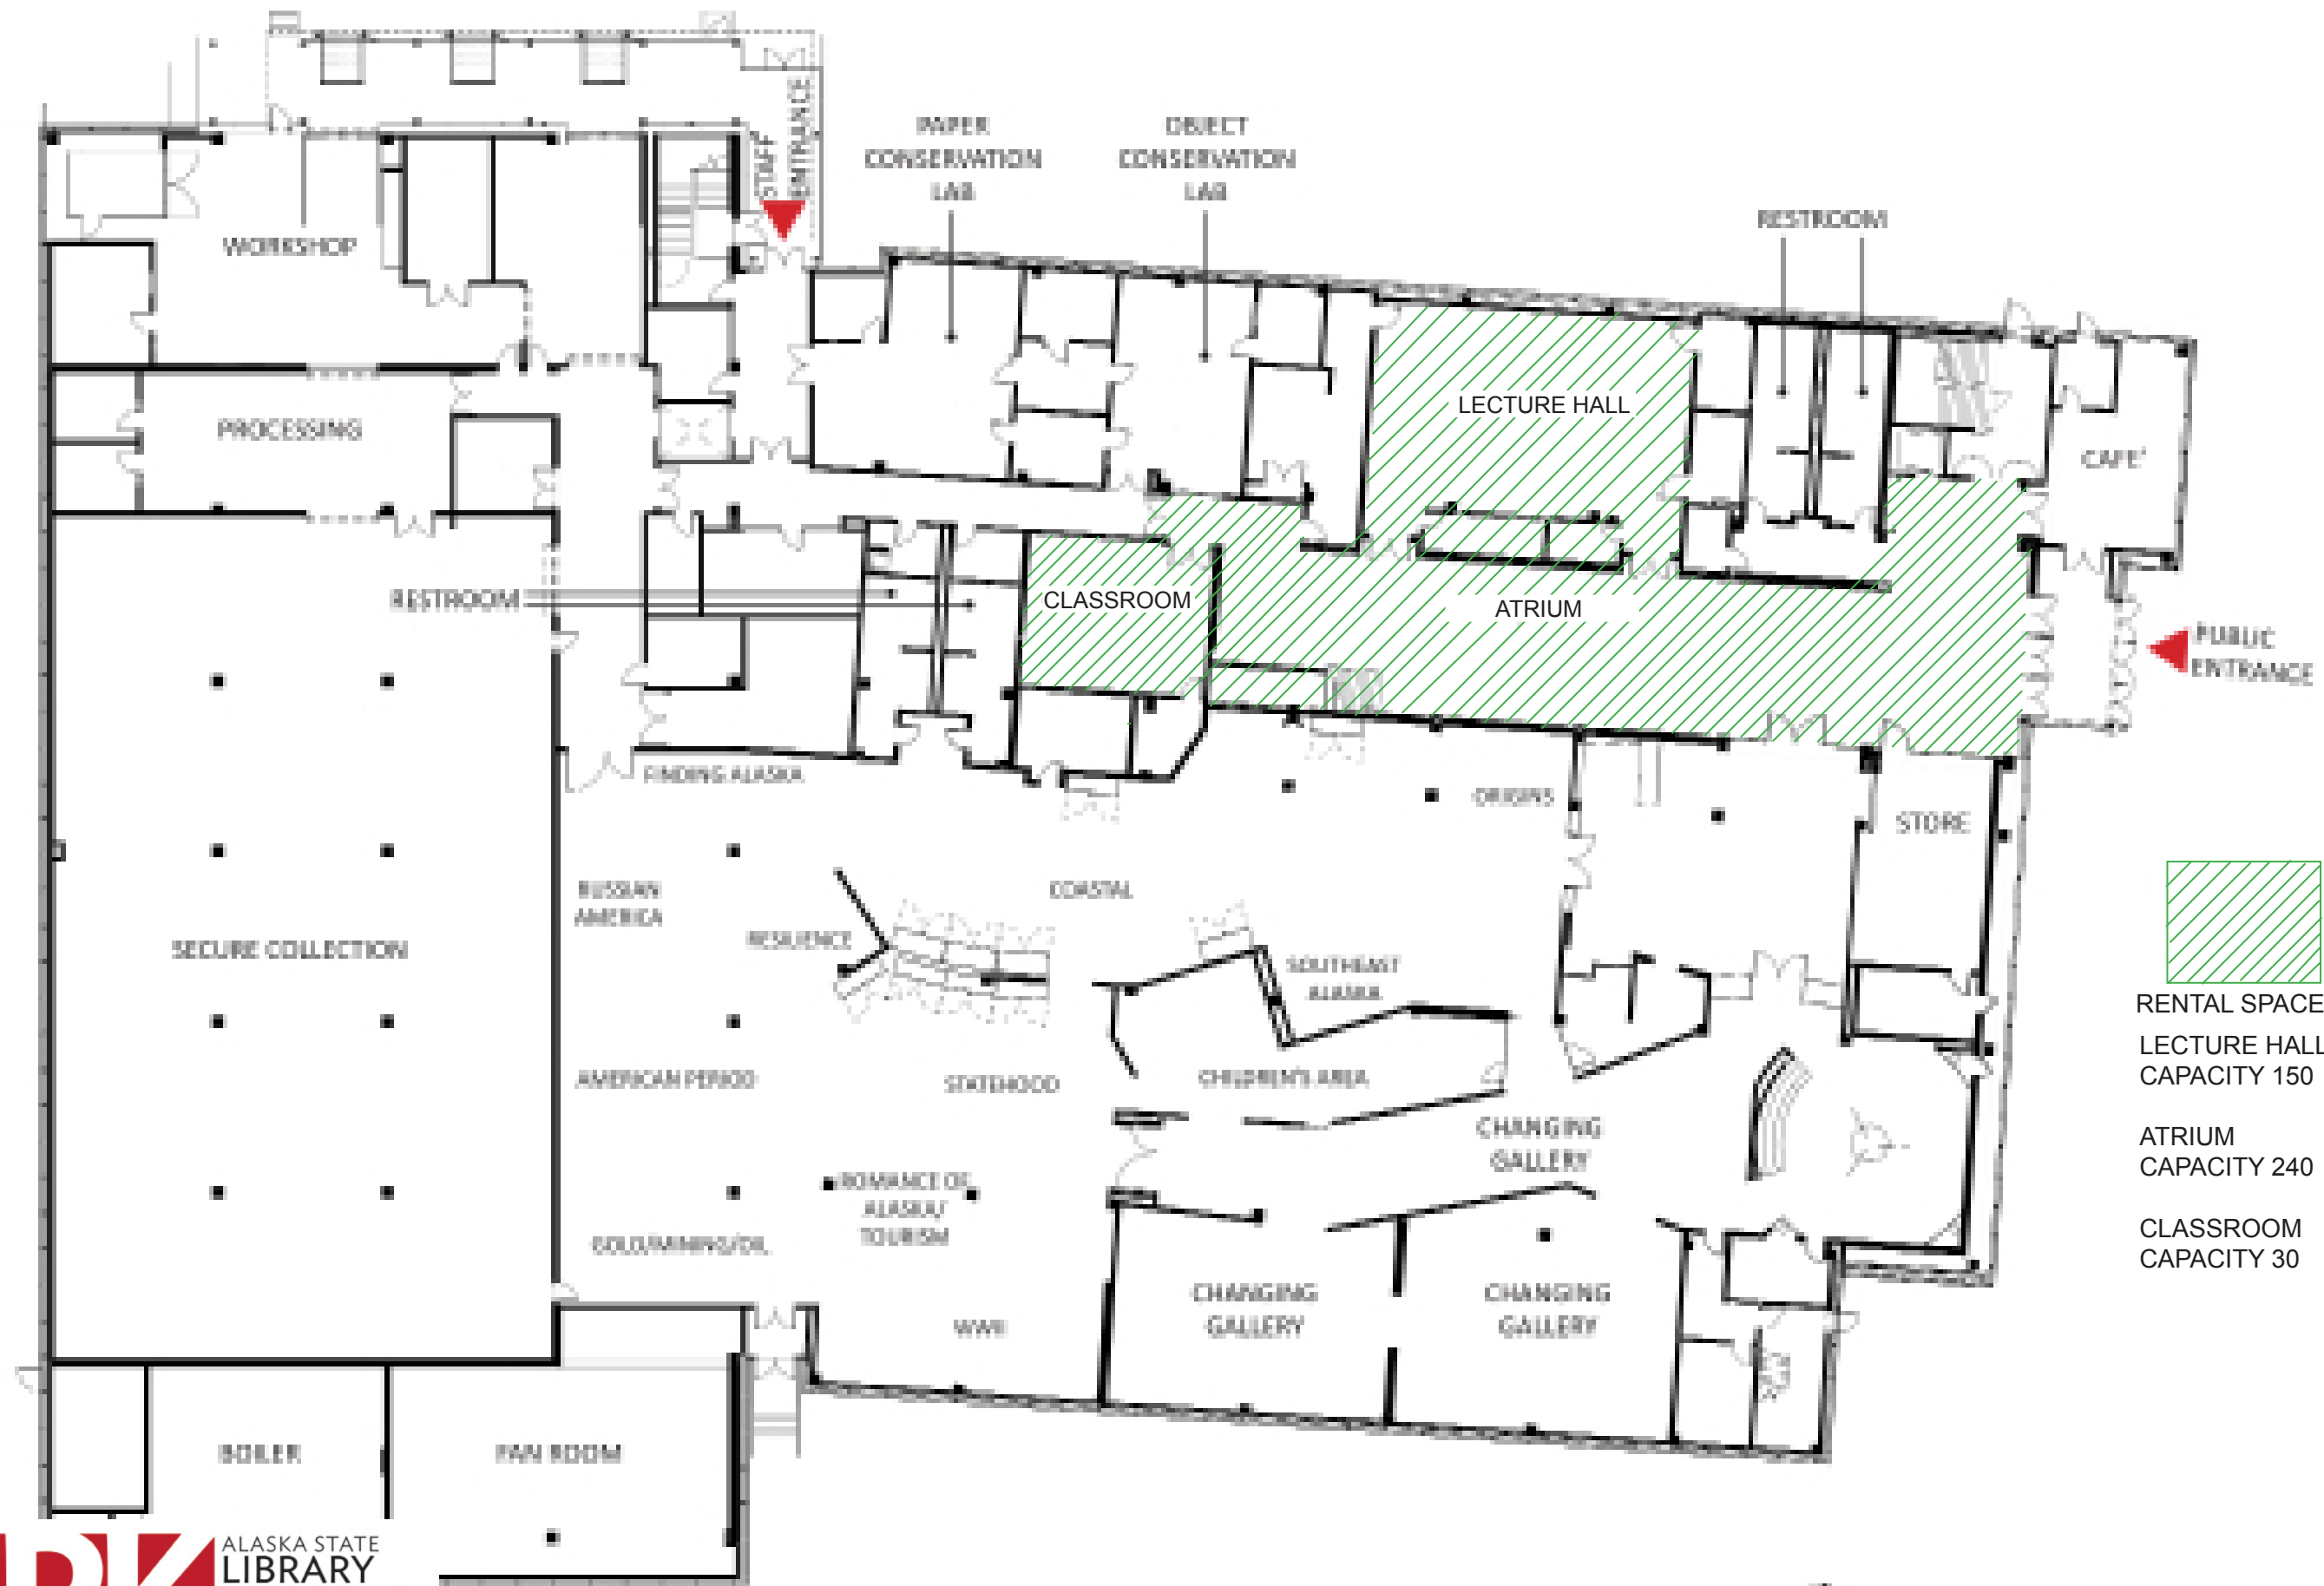 STAFF
ENTRANCE
PAPER
CONSERVATION
LAB
OBJECT
CONSERVATION
LAB
RESTROOM
WORKSHOP
LECTURE HALL
PROCESSING
CAFE'
RESTROOM
CLASSROOM
ATRIUM
PUBLIC
ENTRANCE
FINDING ALASKA
ORIGINS
STORE
RUSSIAN
AMERICA
COASTAL
RESILIENCE
SECURE COLLECTION
SOUTHEAST
ALASKA
RENTAL SPACE
LECTURE HALL
CAPACITY 150
ATRIUM
CAPACITY 240
CLASSROOM
CAPACITY 30
AMERICAN PERIOD
STATEHOOD
CHILDREN'S AREA
CHANGING
GALLERY
ROMANCE OF
ALASKA/
TOURISM
GOLD/MINING/OIL
CHANGING
GALLERY
CHANGING
GALLERY
WWII
BOILER
FAN ROOM
ALASKA STATE
LIBRARY